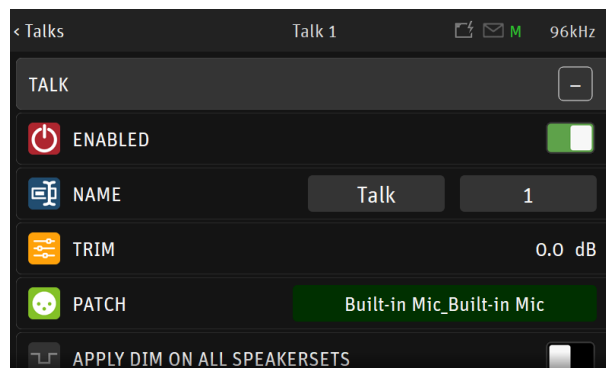 < Talks Talk 1 M 96kHz
TALK –
ENABLED
NAME Talk 1
TRIM 0.0 dB
PATCH Built-in Mic_Built-in Mic
APPLY DIM ON ALL SPEAKERSETS